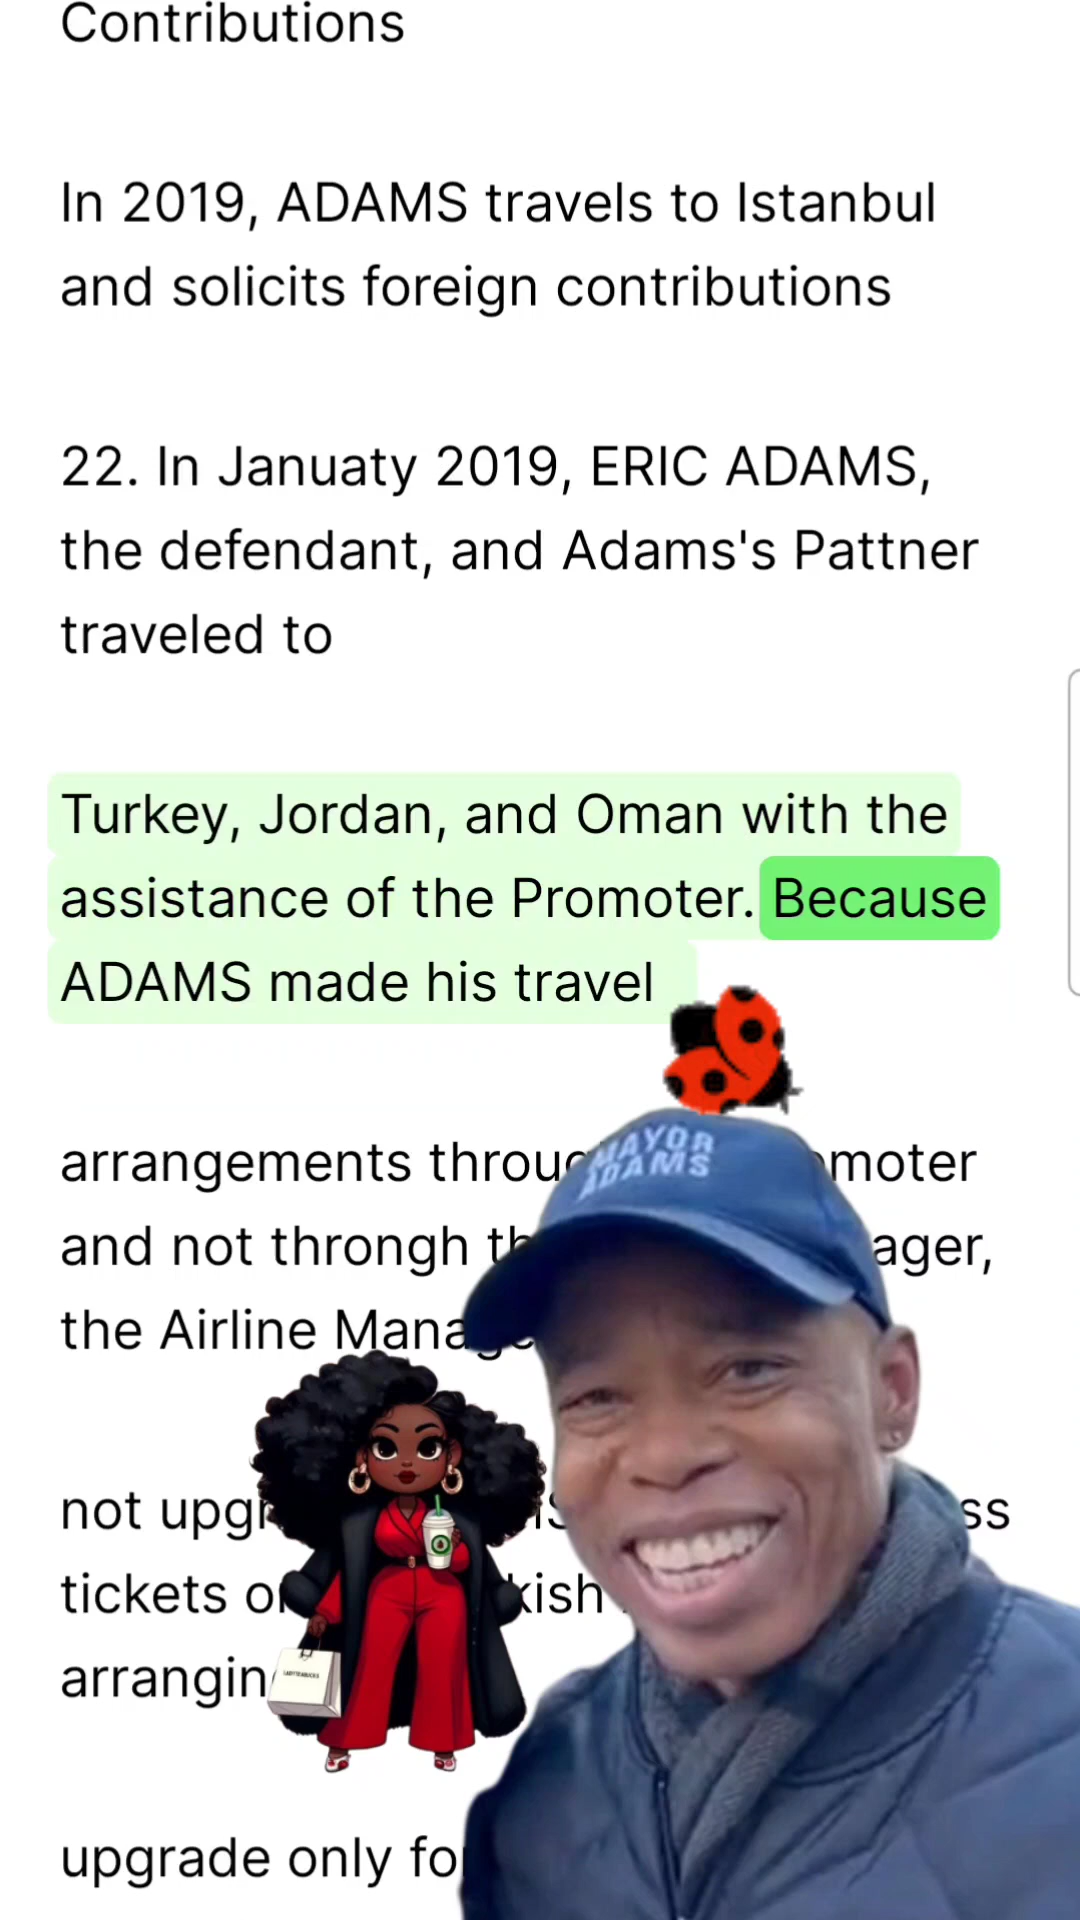 Contributions
In 2019, ADAMS travels to Istanbul
and solicits foreign contributions
22. In Januaty 2019, ERIC ADAMS,
the defendant, and Adams's Pattner
traveled to
Turkey, Jordan, and Oman with the
assistance of the Promoter. Because
ADAMS made his travel
arrangements throug moter
and not throngh th ager,
the Airline Manage
not upgr ss
tickets o kish
arrangin
upgrade only fo
MAYOR
ADAMS